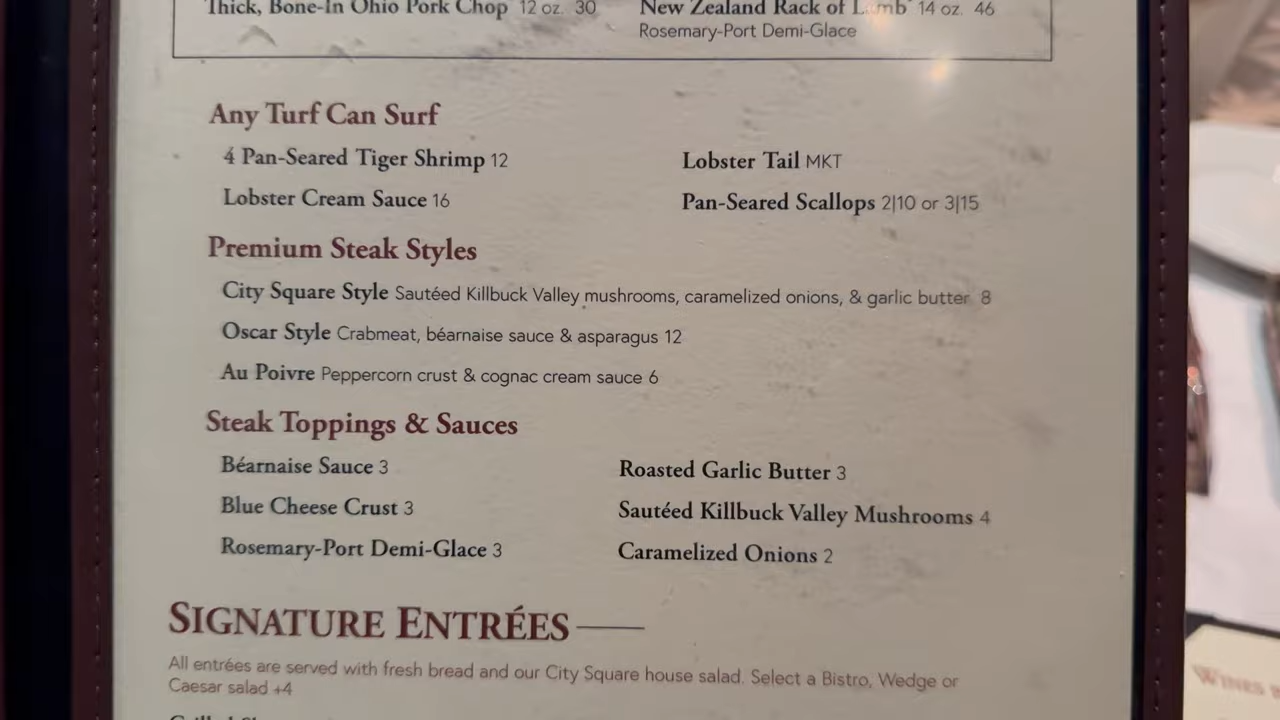 Thick, Bone-In Ohio Pork Chop 12 oz. 30
New Zealand Rack of Lamb 14 oz. 46
Rosemary-Port Demi-Glace
Any Turf Can Surf
4 Pan-Seared Tiger Shrimp 12
Lobster Tail MKT
Lobster Cream Sauce 16
Pan-Seared Scallops 2|10 or 3|15
Premium Steak Styles
City Square Style Sautéed Killbuck Valley mushrooms, caramelized onions, & garlic butter 8
Oscar Style Crabmeat, béarnaise sauce & asparagus 12
Au Poivre Peppercorn crust & cognac cream sauce 6
Steak Toppings & Sauces
Béarnaise Sauce 3
Roasted Garlic Butter 3
Blue Cheese Crust 3
Sautéed Killbuck Valley Mushrooms 4
Rosemary-Port Demi-Glace 3
Caramelized Onions 2
SIGNATURE ENTRÉES
All entrées are served with fresh bread and our City Square house salad. Select a Bistro, Wedge or
Caesar salad +4
WINES